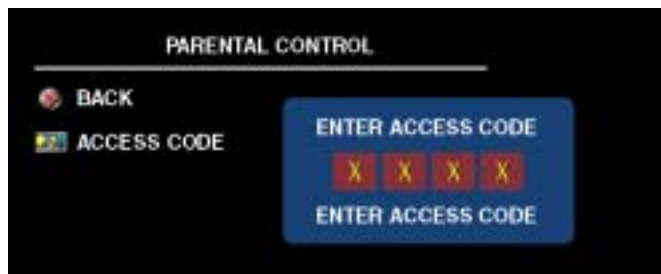 PARENTAL CONTROL
BACK
ACCESS CODE
ENTER ACCESS CODE
X X X X
ENTER ACCESS CODE